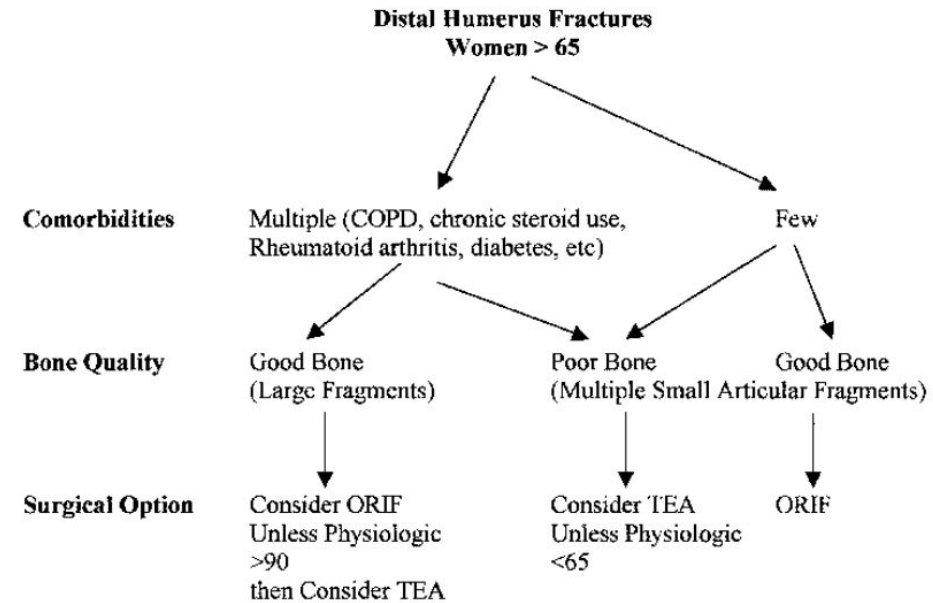 Distal Humerus Fractures
Women > 65
Comorbidities
Multiple (COPD, chronic steroid use,
Rheumatoid arthritis, diabetes, etc)
Few
Bone Quality
Good Bone
(Large Fragments)
Poor Bone
Good Bone
(Multiple Small Articular Fragments)
Surgical Option
Consider ORIF
Unless Physiologic
>90
then Consider TEA
Consider TEA
Unless Physiologic
<65
ORIF